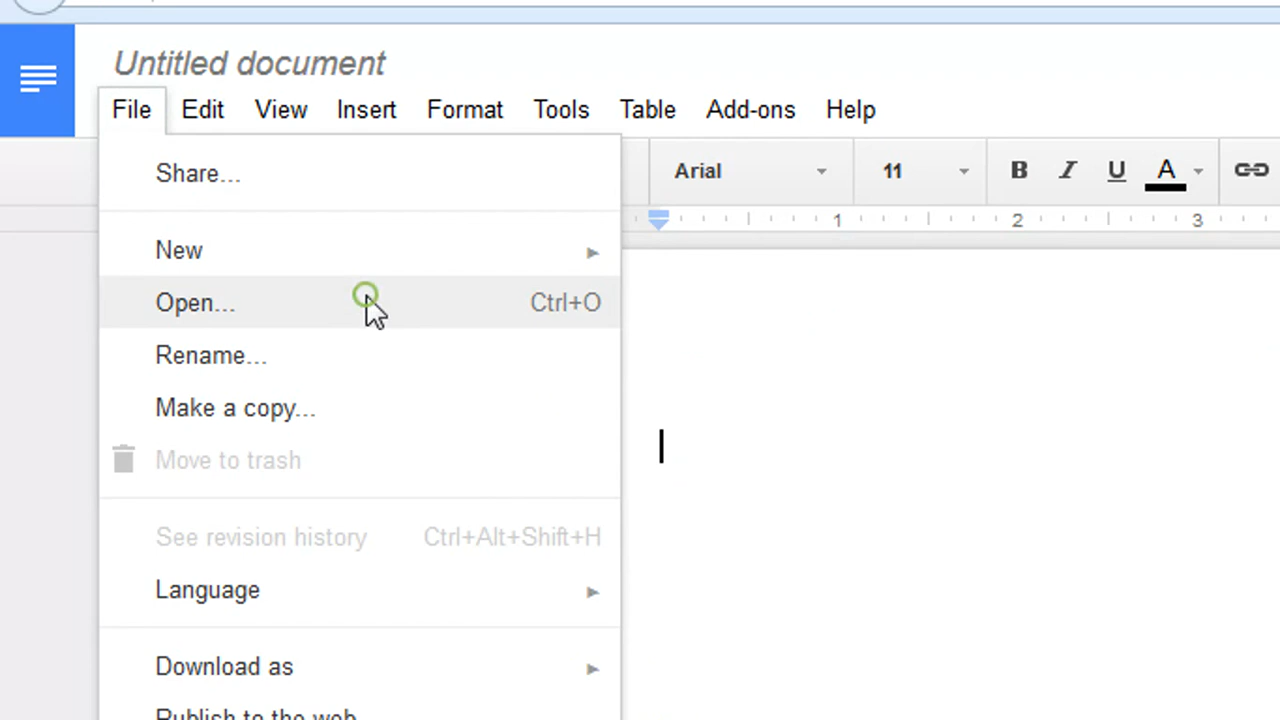 Untitled document
File Edit View Insert Format Tools Table Add-ons Help
Arial 11 B I U A
1 2 3
Share...
New
Open... Ctrl+O
Rename...
Make a copy...
Move to trash
See revision history Ctrl+Alt+Shift+H
Language
Download as
Publish to the web